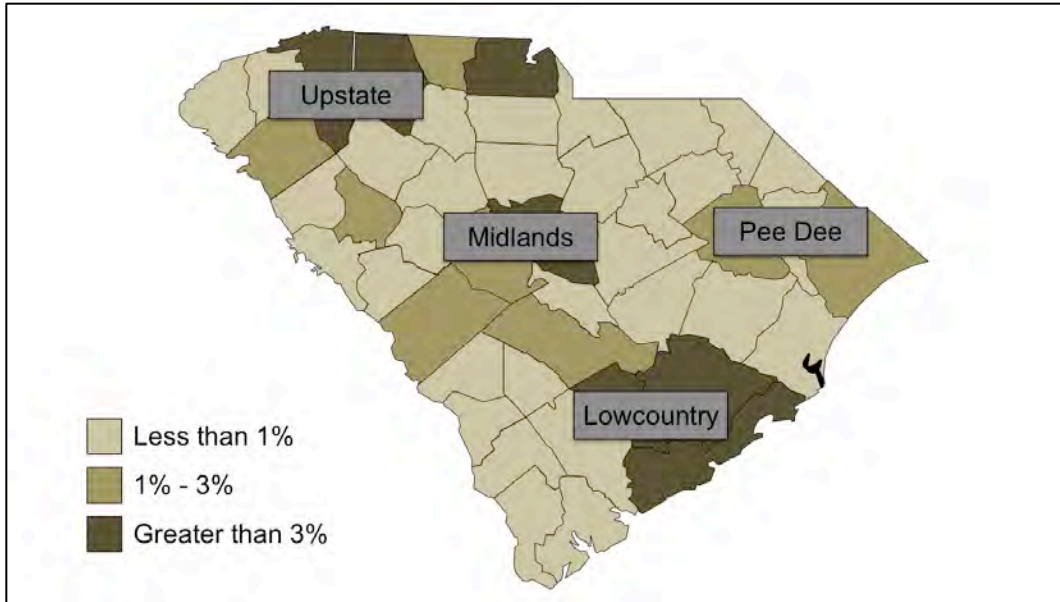 Upstate
Midlands
Pee Dee
Lowcountry
Less than 1%
1% - 3%
Greater than 3%